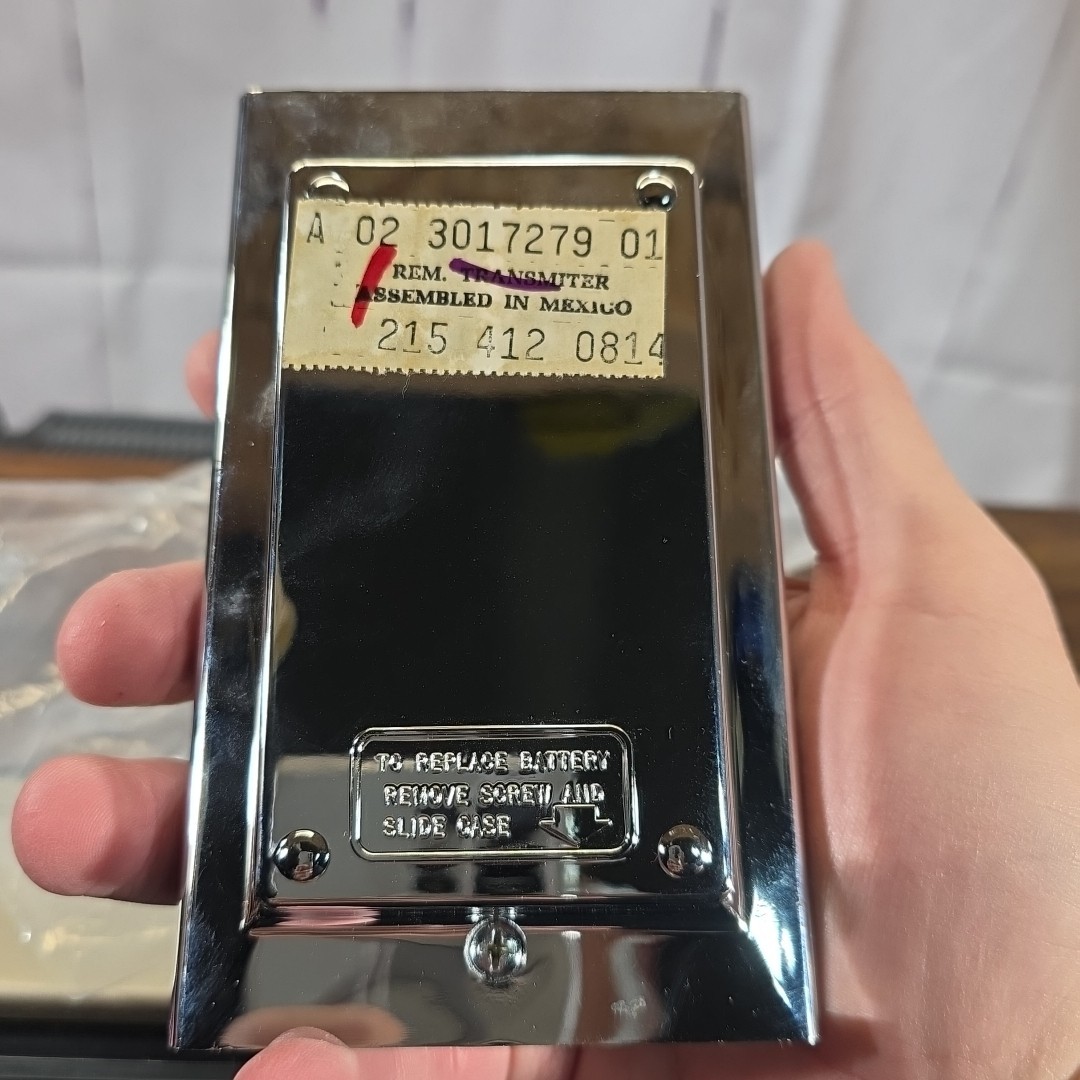 A 02 3017279 01
REM. TRANSMITER
ASSEMBLED IN MEXICO
215 412 0814
TO REPLACE BATTERY
REMOVE SCREW AND
SLIDE CASE